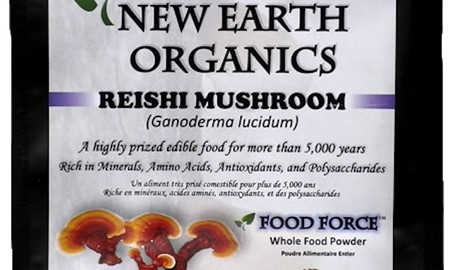 NEW EARTH
ORGANICS
REISHI MUSHROOM
(Ganoderma lucidum)
A highly prized edible food for more than 5,000 years
Rich in Minerals, Amino Acids, Antioxidants, and Polysaccharides
Un aliment très prisé comestible pour plus de 5,000 ans
Riche en minéraux, acides aminés, antioxydants, et des polysaccharides
FOOD FORCE™
Whole Food Powder
Poudre Alimentaire Entier